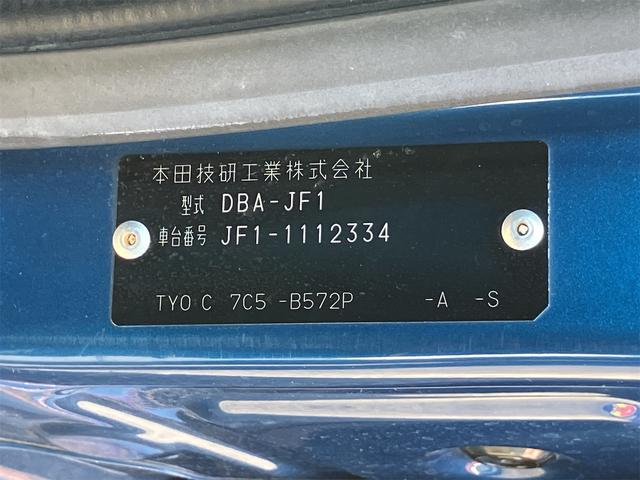 本田技研工業株式会社
型式 DBA-JF1
車台番号 JF1-1112334
TYO C 7C5 -B572P -A -S